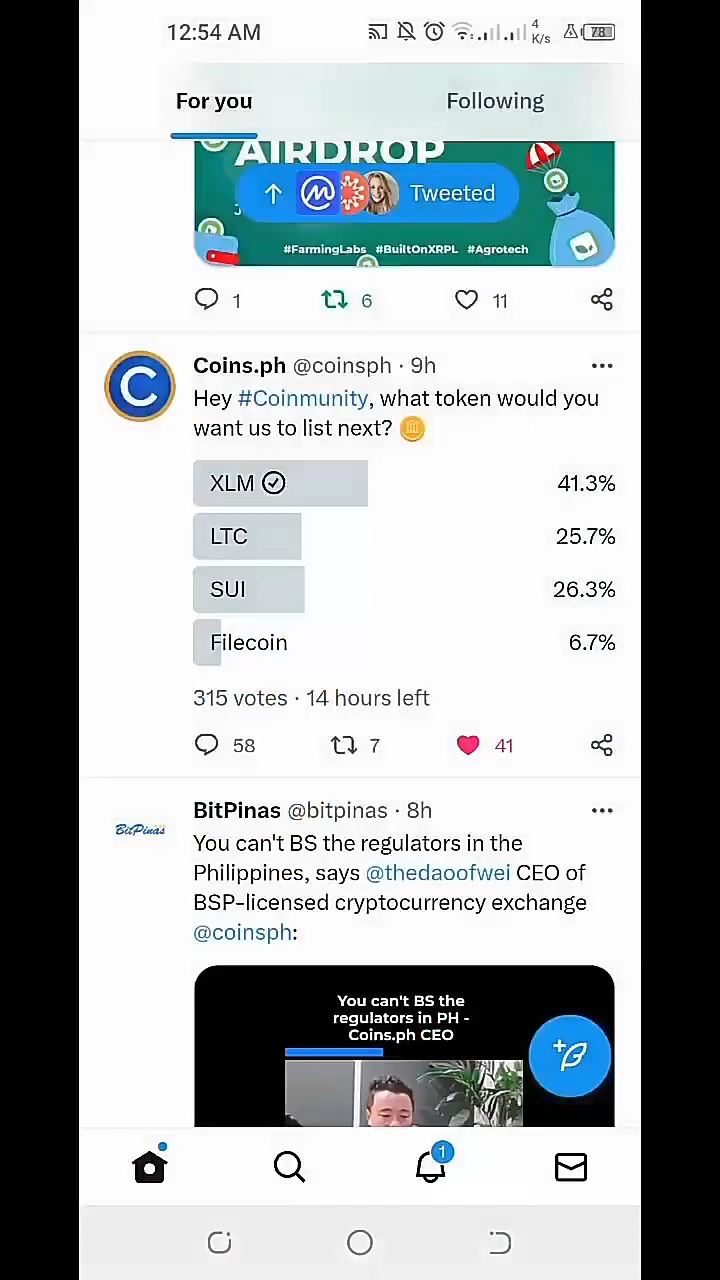 12:54 AM
4
K/s
78
For you
Following
AIRDROP
Tweeted
#FarmingLabs #BuiltOnXRPL #Agrotech
1
6
11
Coins.ph @coinsph · 9h
Hey #Coinmunity, what token would you
want us to list next?
XLM 41.3%
LTC 25.7%
SUI 26.3%
Filecoin 6.7%
315 votes · 14 hours left
58
7
41
BitPinas
BitPinas @bitpinas · 8h
You can't BS the regulators in the
Philippines, says @thedaoofwei CEO of
BSP-licensed cryptocurrency exchange
@coinsph:
You can't BS the
regulators in PH -
Coins.ph CEO
1